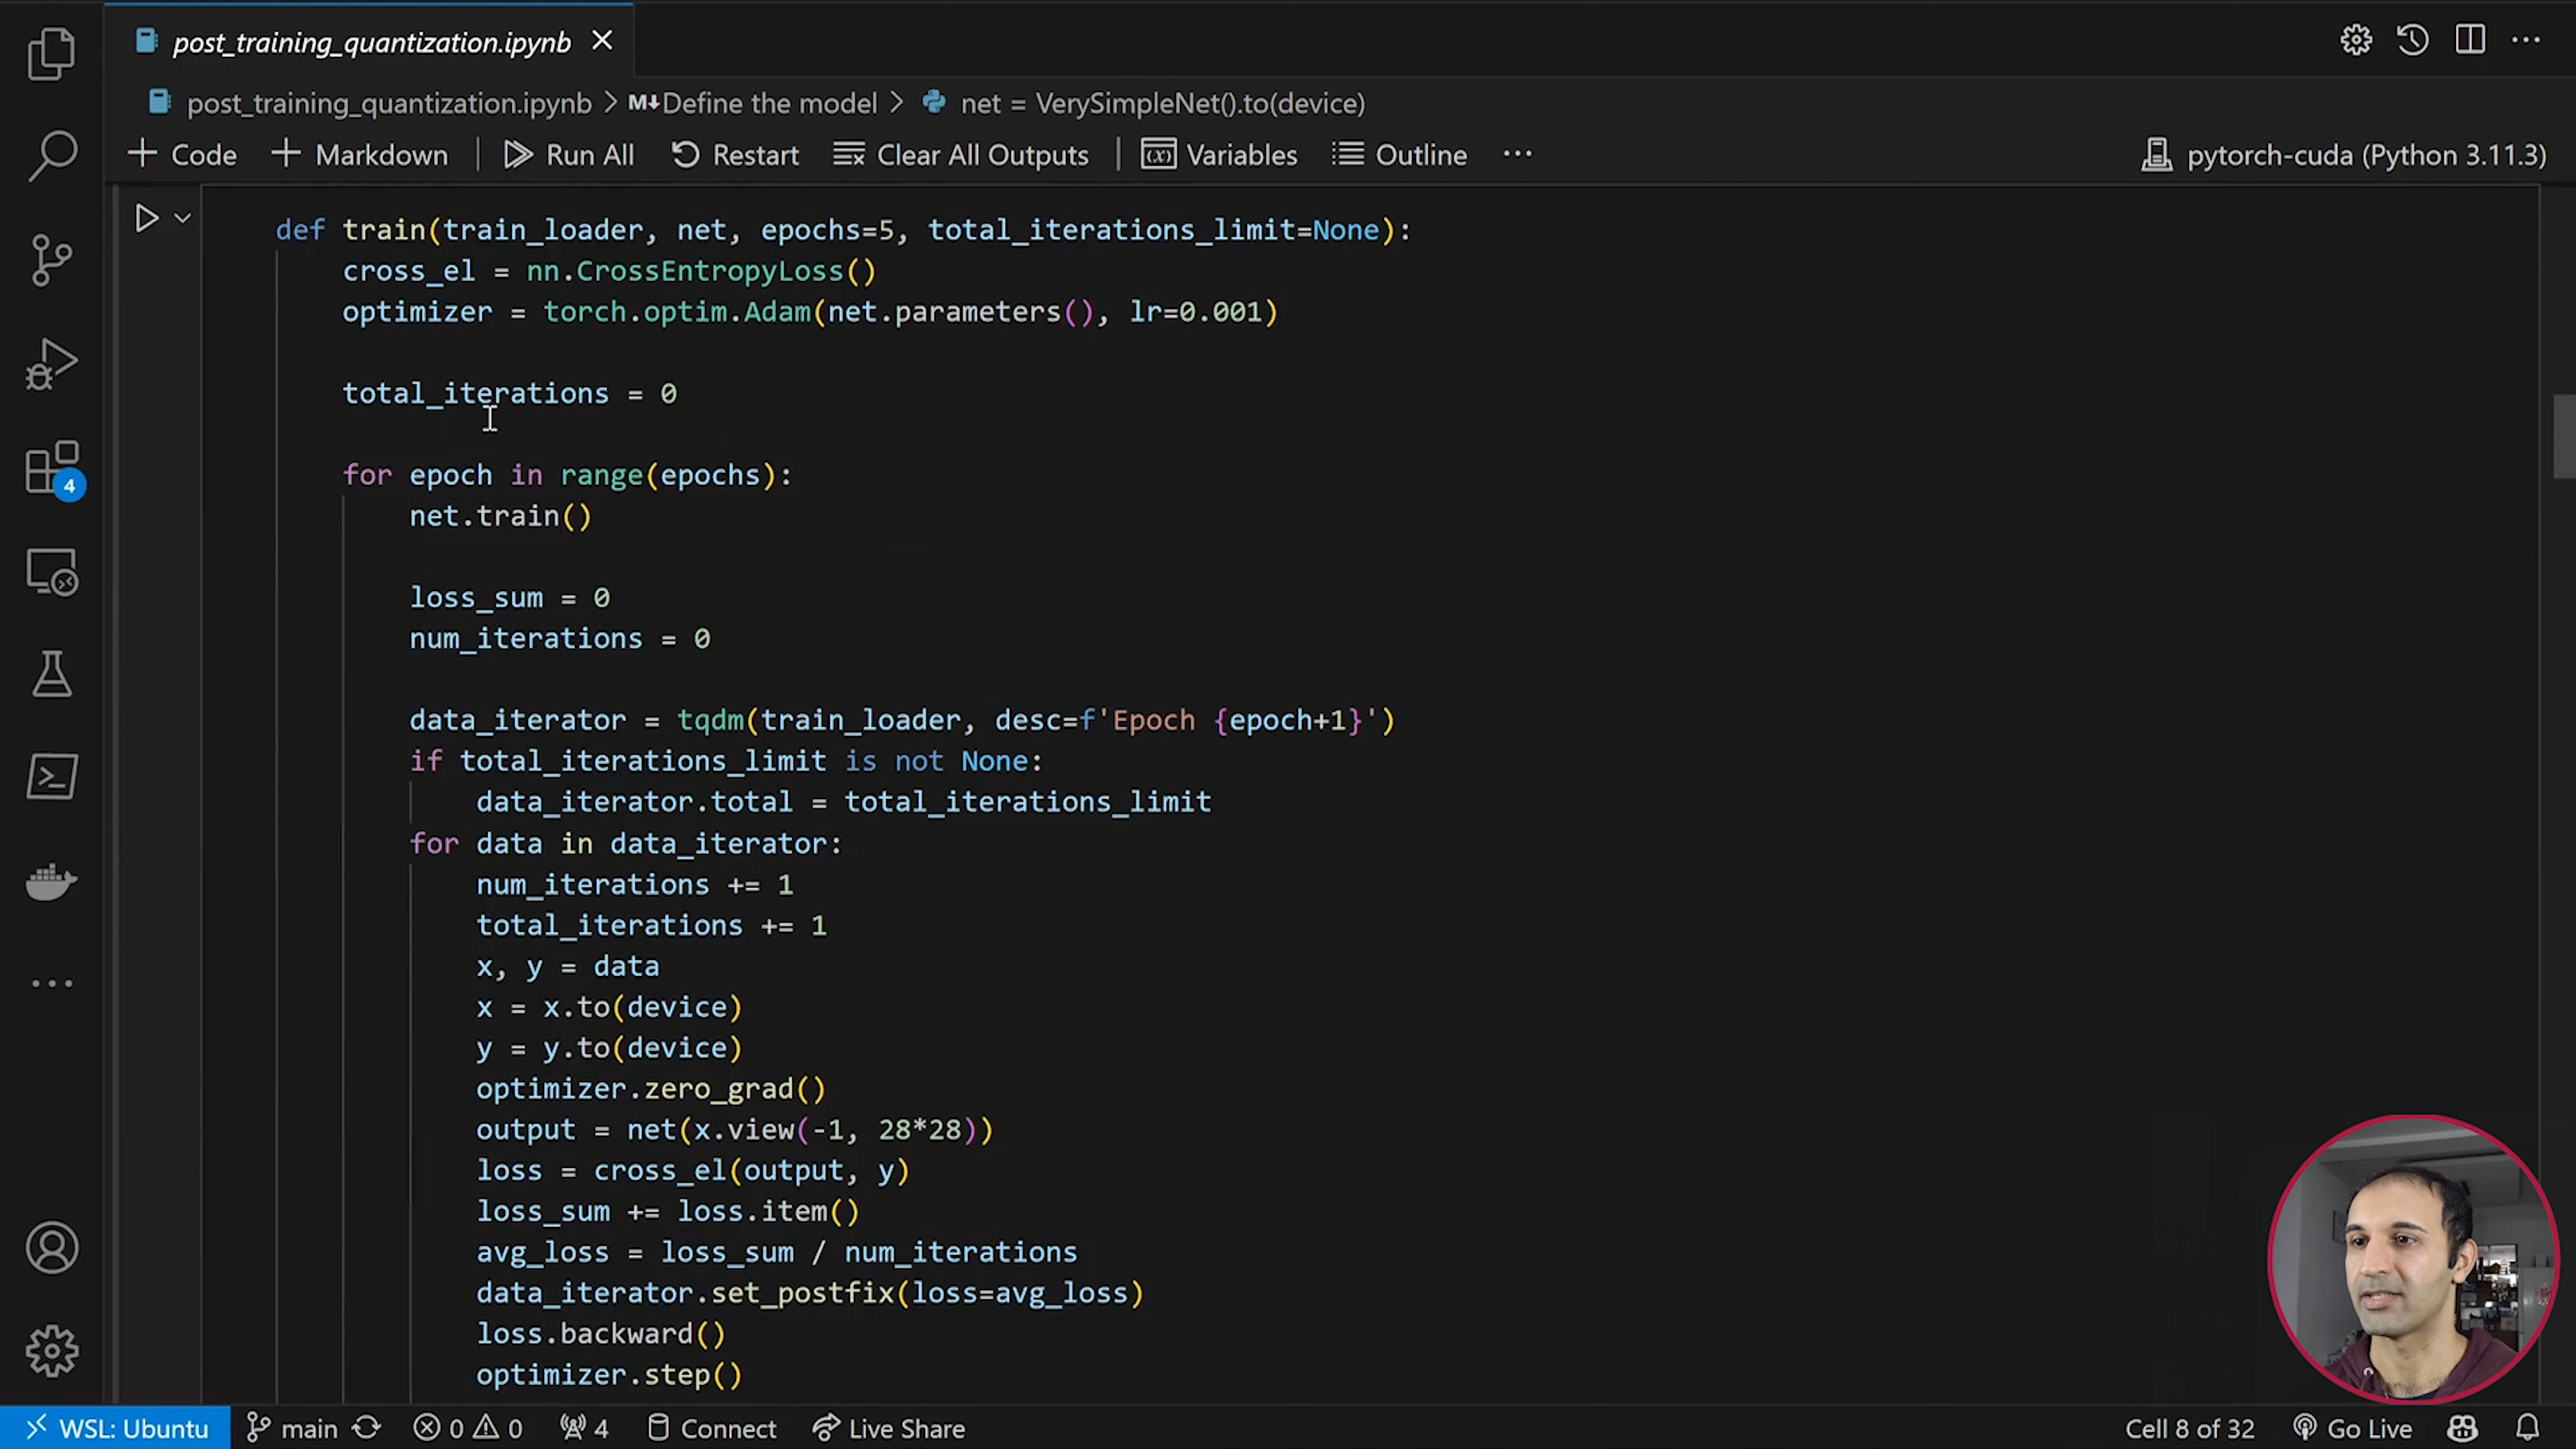 post_training_quantization.ipynb
post_training_quantization.ipynb > M↓Define the model > net = VerySimpleNet().to(device)
+ Code + Markdown | Run All Restart Clear All Outputs | Variables Outline ... pytorch-cuda (Python 3.11.3)
def train(train_loader, net, epochs=5, total_iterations_limit=None):
    cross_el = nn.CrossEntropyLoss()
    optimizer = torch.optim.Adam(net.parameters(), lr=0.001)
    total_iterations = 0
    for epoch in range(epochs):
        net.train()
        loss_sum = 0
        num_iterations = 0
        data_iterator = tqdm(train_loader, desc=f'Epoch {epoch+1}')
        if total_iterations_limit is not None:
            data_iterator.total = total_iterations_limit
        for data in data_iterator:
            num_iterations += 1
            total_iterations += 1
            x, y = data
            x = x.to(device)
            y = y.to(device)
            optimizer.zero_grad()
            output = net(x.view(-1, 28*28))
            loss = cross_el(output, y)
            loss_sum += loss.item()
            avg_loss = loss_sum / num_iterations
            data_iterator.set_postfix(loss=avg_loss)
            loss.backward()
            optimizer.step()
4
WSL: Ubuntu main 0 0 4 Connect Live Share Cell 8 of 32 Go Live